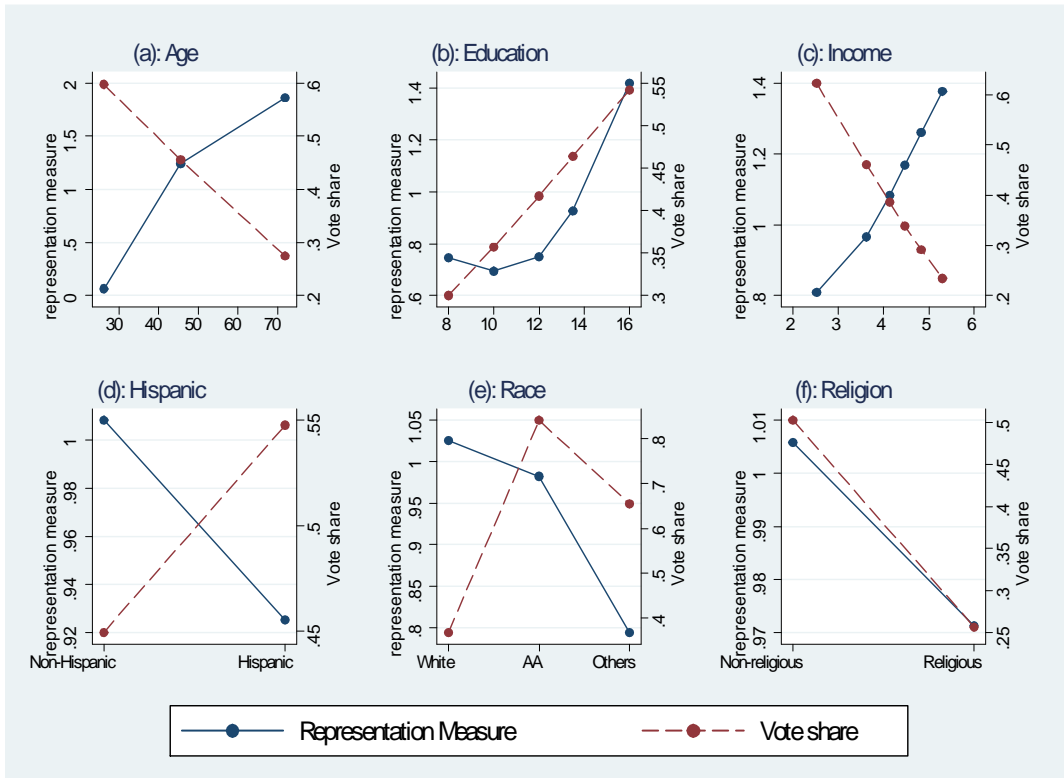 (a): Age
representation measure
0 .5 1 1.5 2
.2 .3 .4 .5 .6
Vote share
30 40 50 60 70
(b): Education
representation measure
.6 .8 1 1.2 1.4
.3 .35 .4 .45 .5 .55
Vote share
8 10 12 14 16
(c): Income
representation measure
.8 1 1.2 1.4
.2 .3 .4 .5 .6
Vote share
2 3 4 5 6
(d): Hispanic
representation measure
.92 .94 .96 .98 1
.45 .5 .55
Vote share
Non-Hispanic Hispanic
(e): Race
representation measure
.8 .85 .9 .95 1 1.05
.4 .5 .6 .7 .8
Vote share
White AA Others
(f): Religion
representation measure
.97 .98 .99 1 1.01
.25 .3 .35 .4 .45 .5
Vote share
Non-religious Religious
Representation Measure Vote share